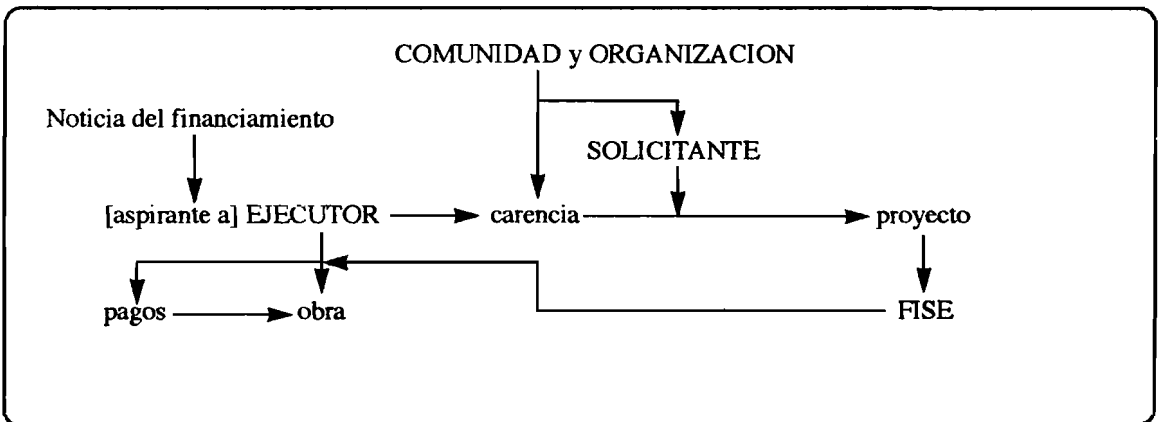 COMUNIDAD y ORGANIZACION
Noticia del financiamiento
SOLICITANTE
[aspirante a] EJECUTOR
carencia
proyecto
pagos
obra
FISE